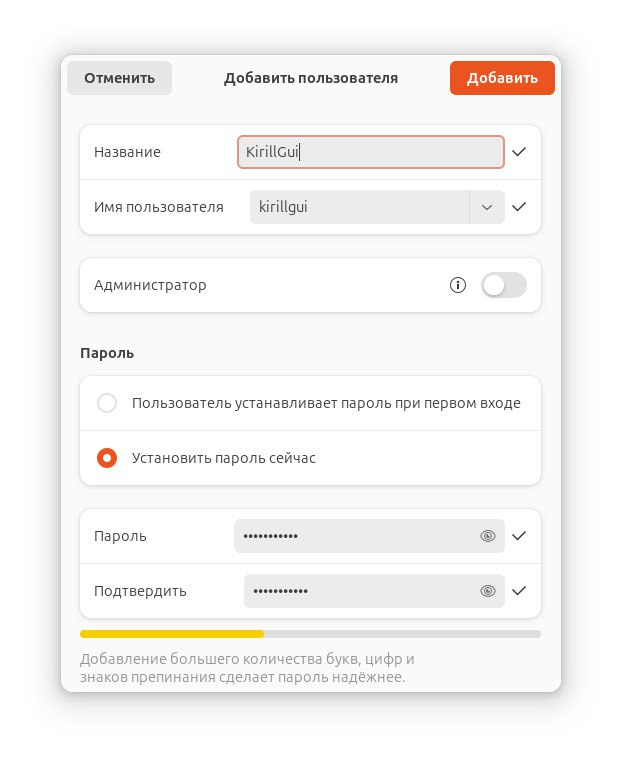 Отменить Добавить пользователя Добавить
Название KirillGui
Имя пользователя kirillgui
Администратор
Пароль
Пользователь устанавливает пароль при первом входе
Установить пароль сейчас
Пароль •••••••••••
Подтвердить •••••••••••
Добавление большего количества букв, цифр и
знаков препинания сделает пароль надёжнее.